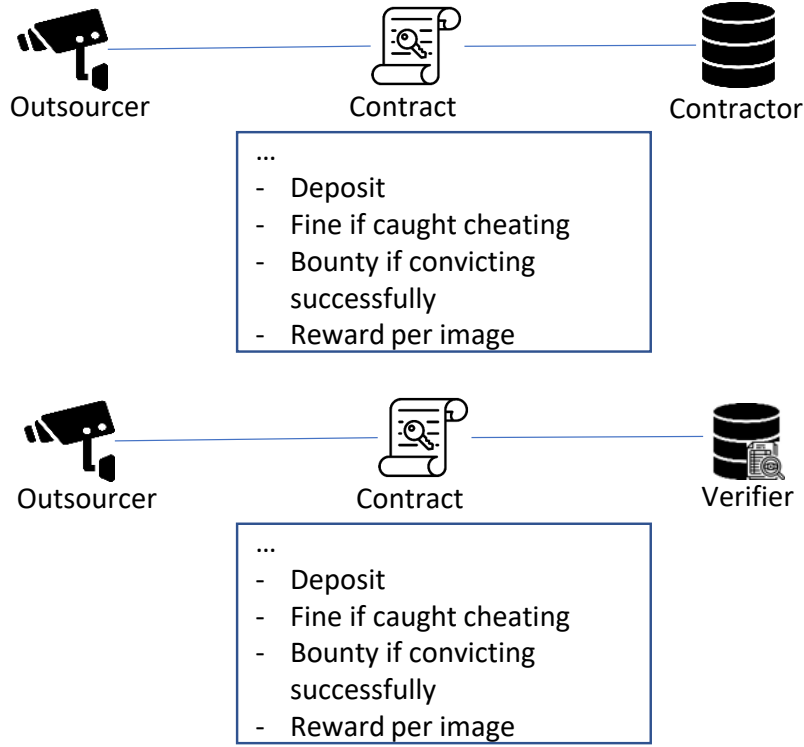 Outsourcer
Contract
Contractor
...
- Deposit
- Fine if caught cheating
- Bounty if convicting
successfully
- Reward per image
Outsourcer
Contract
Verifier
...
- Deposit
- Fine if caught cheating
- Bounty if convicting
successfully
- Reward per image